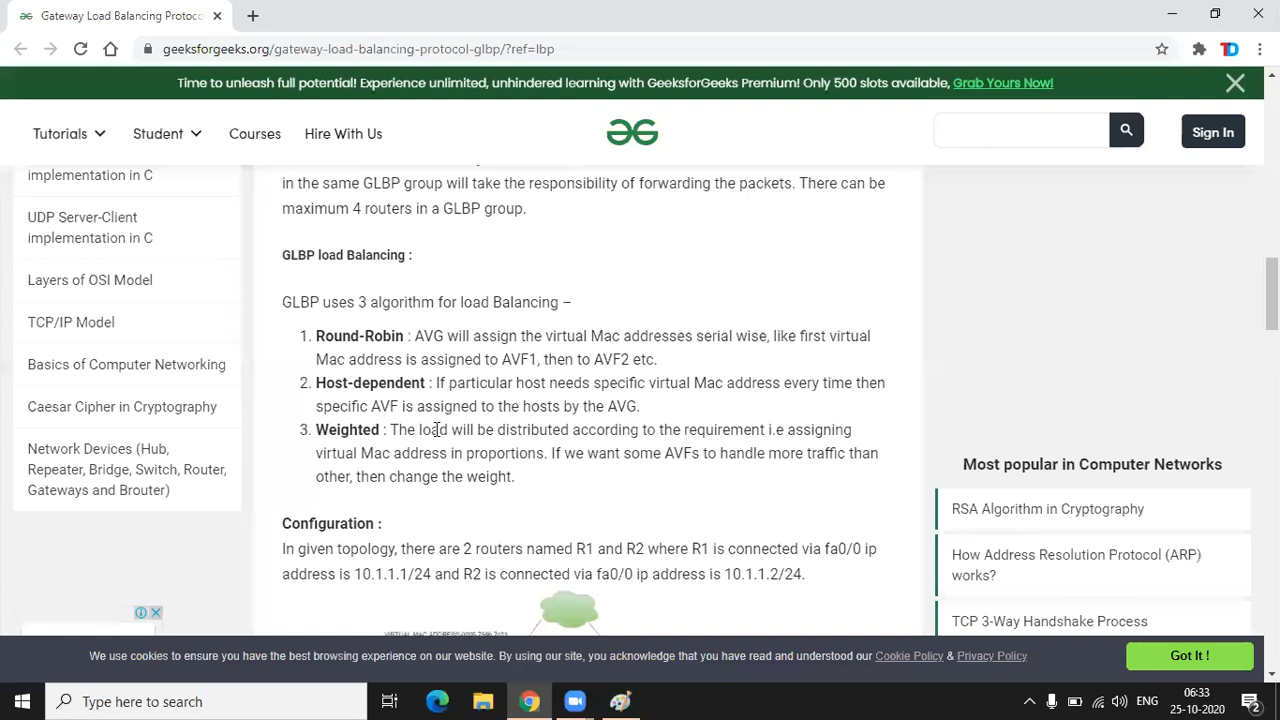 Gateway Load Balancing Protoco
geeksforgeeks.org/gateway-load-balancing-protocol-glbp/?ref=lbp
Time to unleash full potential! Experience unlimited, unhindered learning with GeeksforGeeks Premium! Only 500 slots available, Grab Yours Now!
Tutorials
Student
Courses
Hire With Us
Sign In
implementation in C
UDP Server-Client
implementation in C
Layers of OSI Model
TCP/IP Model
Basics of Computer Networking
Caesar Cipher in Cryptography
Network Devices (Hub,
Repeater, Bridge, Switch, Router,
Gateways and Brouter)
in the same GLBP group will take the responsibility of forwarding the packets. There can be
maximum 4 routers in a GLBP group.
GLBP load Balancing :
GLBP uses 3 algorithm for load Balancing –
1. Round-Robin : AVG will assign the virtual Mac addresses serial wise, like first virtual
Mac address is assigned to AVF1, then to AVF2 etc.
2. Host-dependent : If particular host needs specific virtual Mac address every time then
specific AVF is assigned to the hosts by the AVG.
3. Weighted : The load will be distributed according to the requirement i.e assigning
virtual Mac address in proportions. If we want some AVFs to handle more traffic than
other, then change the weight.
Configuration :
In given topology, there are 2 routers named R1 and R2 where R1 is connected via fa0/0 ip
address is 10.1.1.1/24 and R2 is connected via fa0/0 ip address is 10.1.1.2/24.
Most popular in Computer Networks
RSA Algorithm in Cryptography
How Address Resolution Protocol (ARP)
works?
TCP 3-Way Handshake Process
We use cookies to ensure you have the best browsing experience on our website. By using our site, you acknowledge that you have read and understood our Cookie Policy & Privacy Policy
Got It !
Type here to search
ENG
06:33
25-10-2020
2